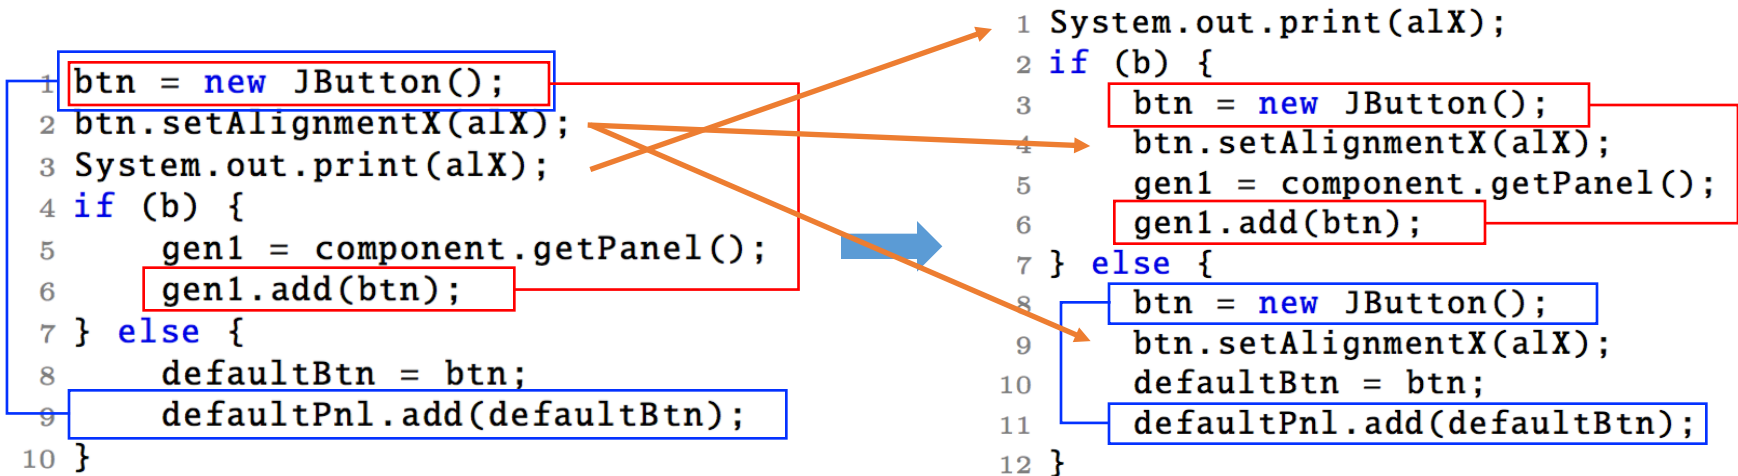 1 btn = new JButton();
2 btn.setAlignmentX(alX);
3 System.out.print(alX);
4 if (b) {
5 gen1 = component.getPanel();
6 gen1.add(btn);
7 } else {
8 defaultBtn = btn;
9 defaultPnl.add(defaultBtn);
10 }
1 System.out.print(alX);
2 if (b) {
3 btn = new JButton();
4 btn.setAlignmentX(alX);
5 gen1 = component.getPanel();
6 gen1.add(btn);
7 } else {
8 btn = new JButton();
9 btn.setAlignmentX(alX);
10 defaultBtn = btn;
11 defaultPnl.add(defaultBtn);
12 }